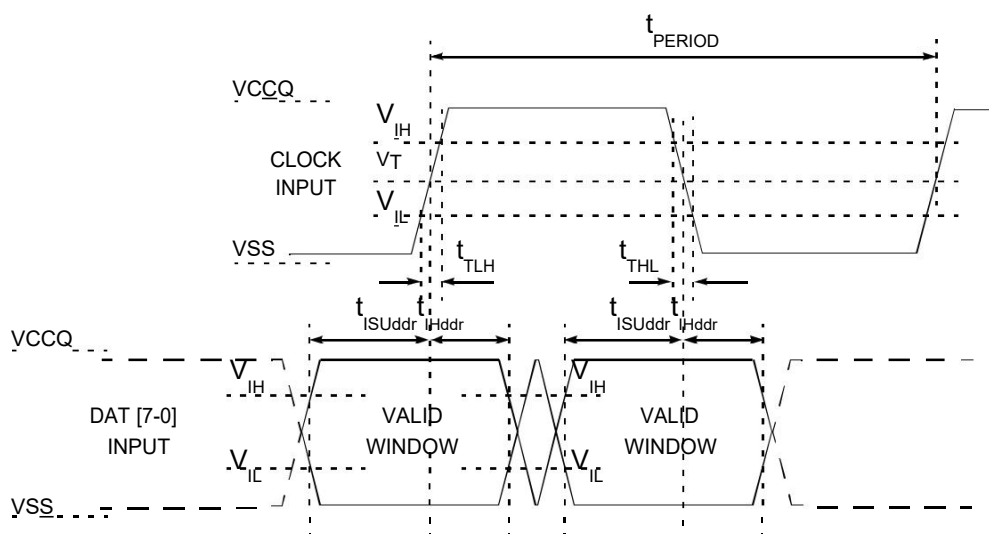 tPERIOD
VCCQ
VIH
CLOCK
INPUT
VT
VIL
VSS
tTLH
tTHL
tISUddr tIHddr
tISUddr tIHddr
VCCQ
VIH
VIH
DAT [7-0]
INPUT
VALID
WINDOW
VALID
WINDOW
VIL
VIL
VSS